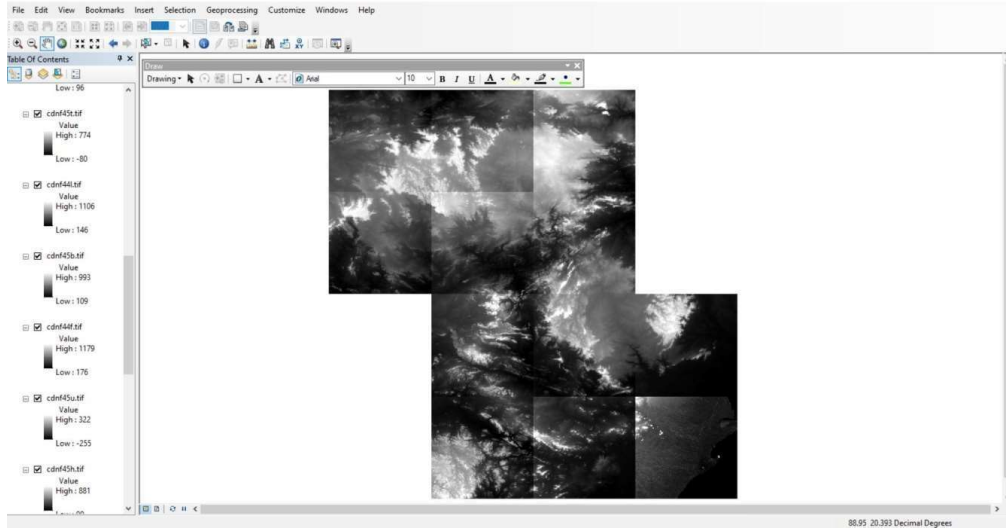 File Edit View Bookmarks Insert Selection Geoprocessing Customize Windows Help
Table Of Contents
Draw
Drawing A Arial 10 B I U A
Low : 96
cdnf45t.tif
Value
High : 774
Low : -80
cdnf44l.tif
Value
High : 1106
Low : 146
cdnf45b.tif
Value
High : 993
Low : 109
cdnf44f.tif
Value
High : 1179
Low : 176
cdnf45u.tif
Value
High : 322
Low : -255
cdnf45h.tif
Value
High : 881
88.95 20.393 Decimal Degrees